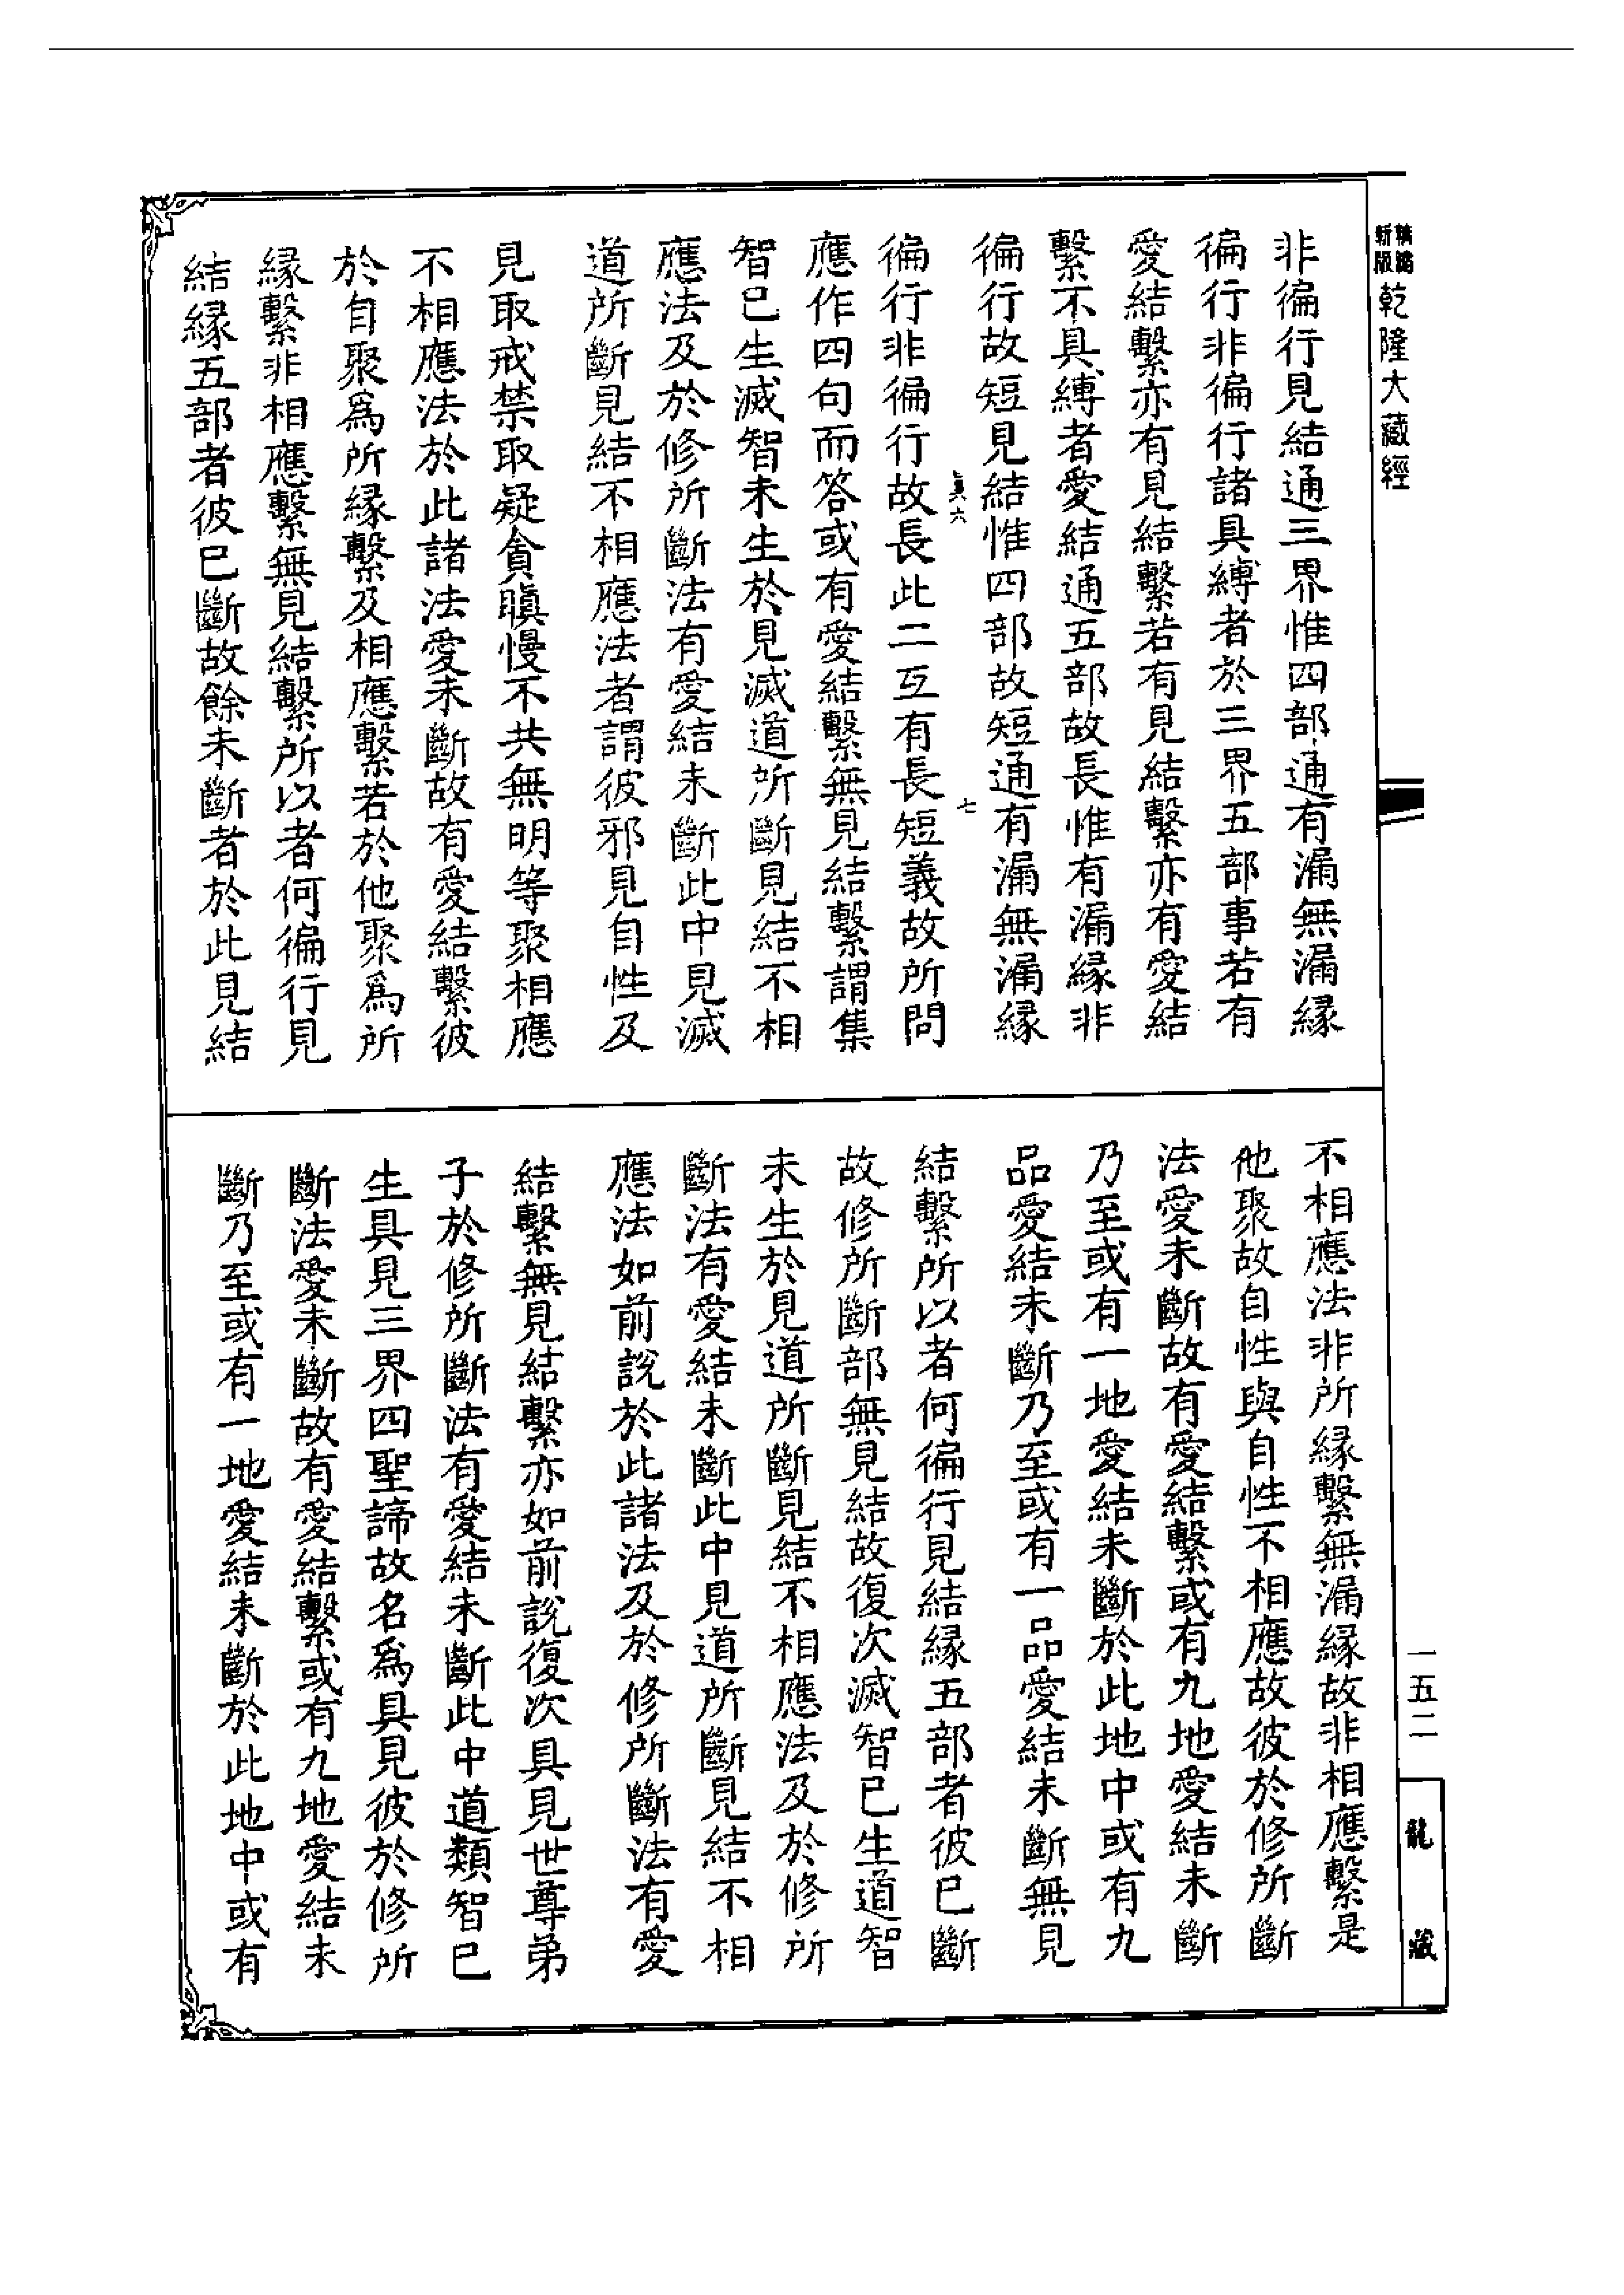 新編縮版乾隆大藏經
非徧行見結通三界惟四部通有漏無漏縁
徧行非徧行諸具縛者於三界五部事若有
愛結繫亦有見結繫若有見結繫亦有愛結
繫不具縛者愛結通五部故長惟有漏縁非
徧行故短見結惟四部故短通有漏無漏縁
六
七
徧行非徧行故長此二互有長短義故所問
應作四句而答或有愛結繫無見結繫謂集
智已生滅智未生於見滅道所斷見結不相
應法及於修所斷法有愛結未斷此中見滅
道所斷見結不相應法者謂彼邪見自性及
見取戒禁取疑貪瞋慢不共無明等聚相應
不相應法於此諸法愛未斷故有愛結繫彼
於自聚爲所縁繫及相應繫若於他聚爲所
縁繫非相應繫無見結繫所以者何徧行見
結縁五部者彼巳斷故餘未斷者於此見結
不相應法非所縁繫無漏縁故非相應繫是
他聚故自性與自性不相應故彼於修所斷
法愛未斷故有愛結繫或有九地愛結未斷
乃至或有一地愛結未斷於此地中或有九
品愛結未斷乃至或有一品愛結未斷無見
結繫所以者何徧行見結縁五部者彼已斷
故修所斷部無見結故復次滅智已生道智
未生於見道所斷見結不相應法及於修所
斷法有愛結未斷此中見道所斷見結不相
應法如前說於此諸法及於修所斷法有愛
結繫無見結繫亦如前說復次具見世尊弟
子於修所斷法有愛結未斷此中道類智巳
生具見三界四聖諦故名爲具見彼於修所
斷法愛未斷故有愛結繫或有九地愛結未
斷乃至或有一地愛結未斷於此地中或有
一五二
龍藏